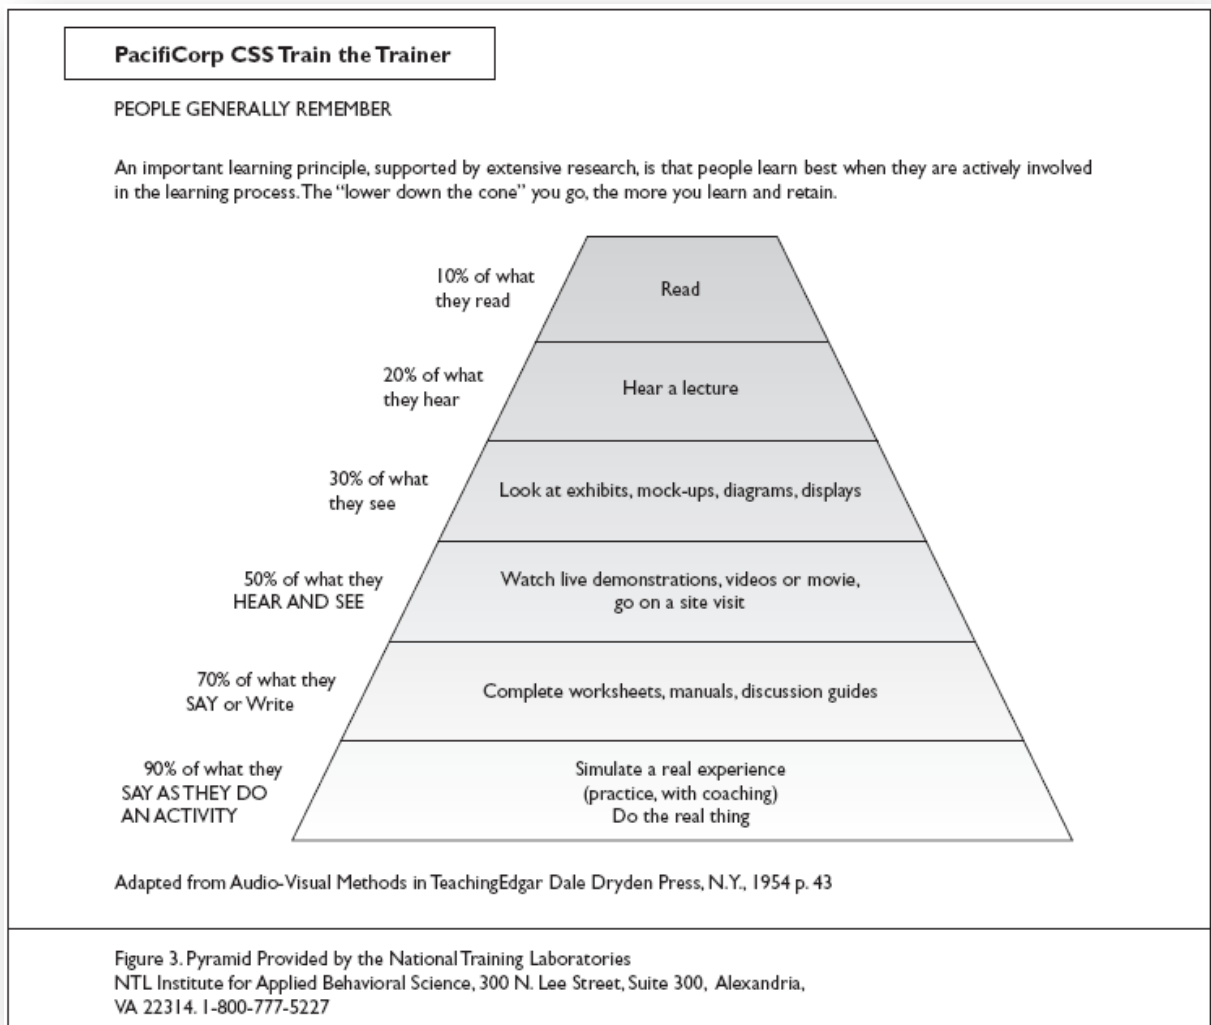 PacifiCorp CSS Train the Trainer
PEOPLE GENERALLY REMEMBER
An important learning principle, supported by extensive research, is that people learn best when they are actively involved
in the learning process. The “lower down the cone” you go, the more you learn and retain.
10% of what
they read
Read
20% of what
they hear
Hear a lecture
30% of what
they see
Look at exhibits, mock-ups, diagrams, displays
50% of what they
HEAR AND SEE
Watch live demonstrations, videos or movie,
go on a site visit
70% of what they
SAY or Write
Complete worksheets, manuals, discussion guides
90% of what they
SAY AS THEY DO
AN ACTIVITY
Simulate a real experience
(practice, with coaching)
Do the real thing
Adapted from Audio-Visual Methods in TeachingEdgar Dale Dryden Press, N.Y., 1954 p. 43
Figure 3. Pyramid Provided by the National Training Laboratories
NTL Institute for Applied Behavioral Science, 300 N. Lee Street, Suite 300, Alexandria,
VA 22314. 1-800-777-5227